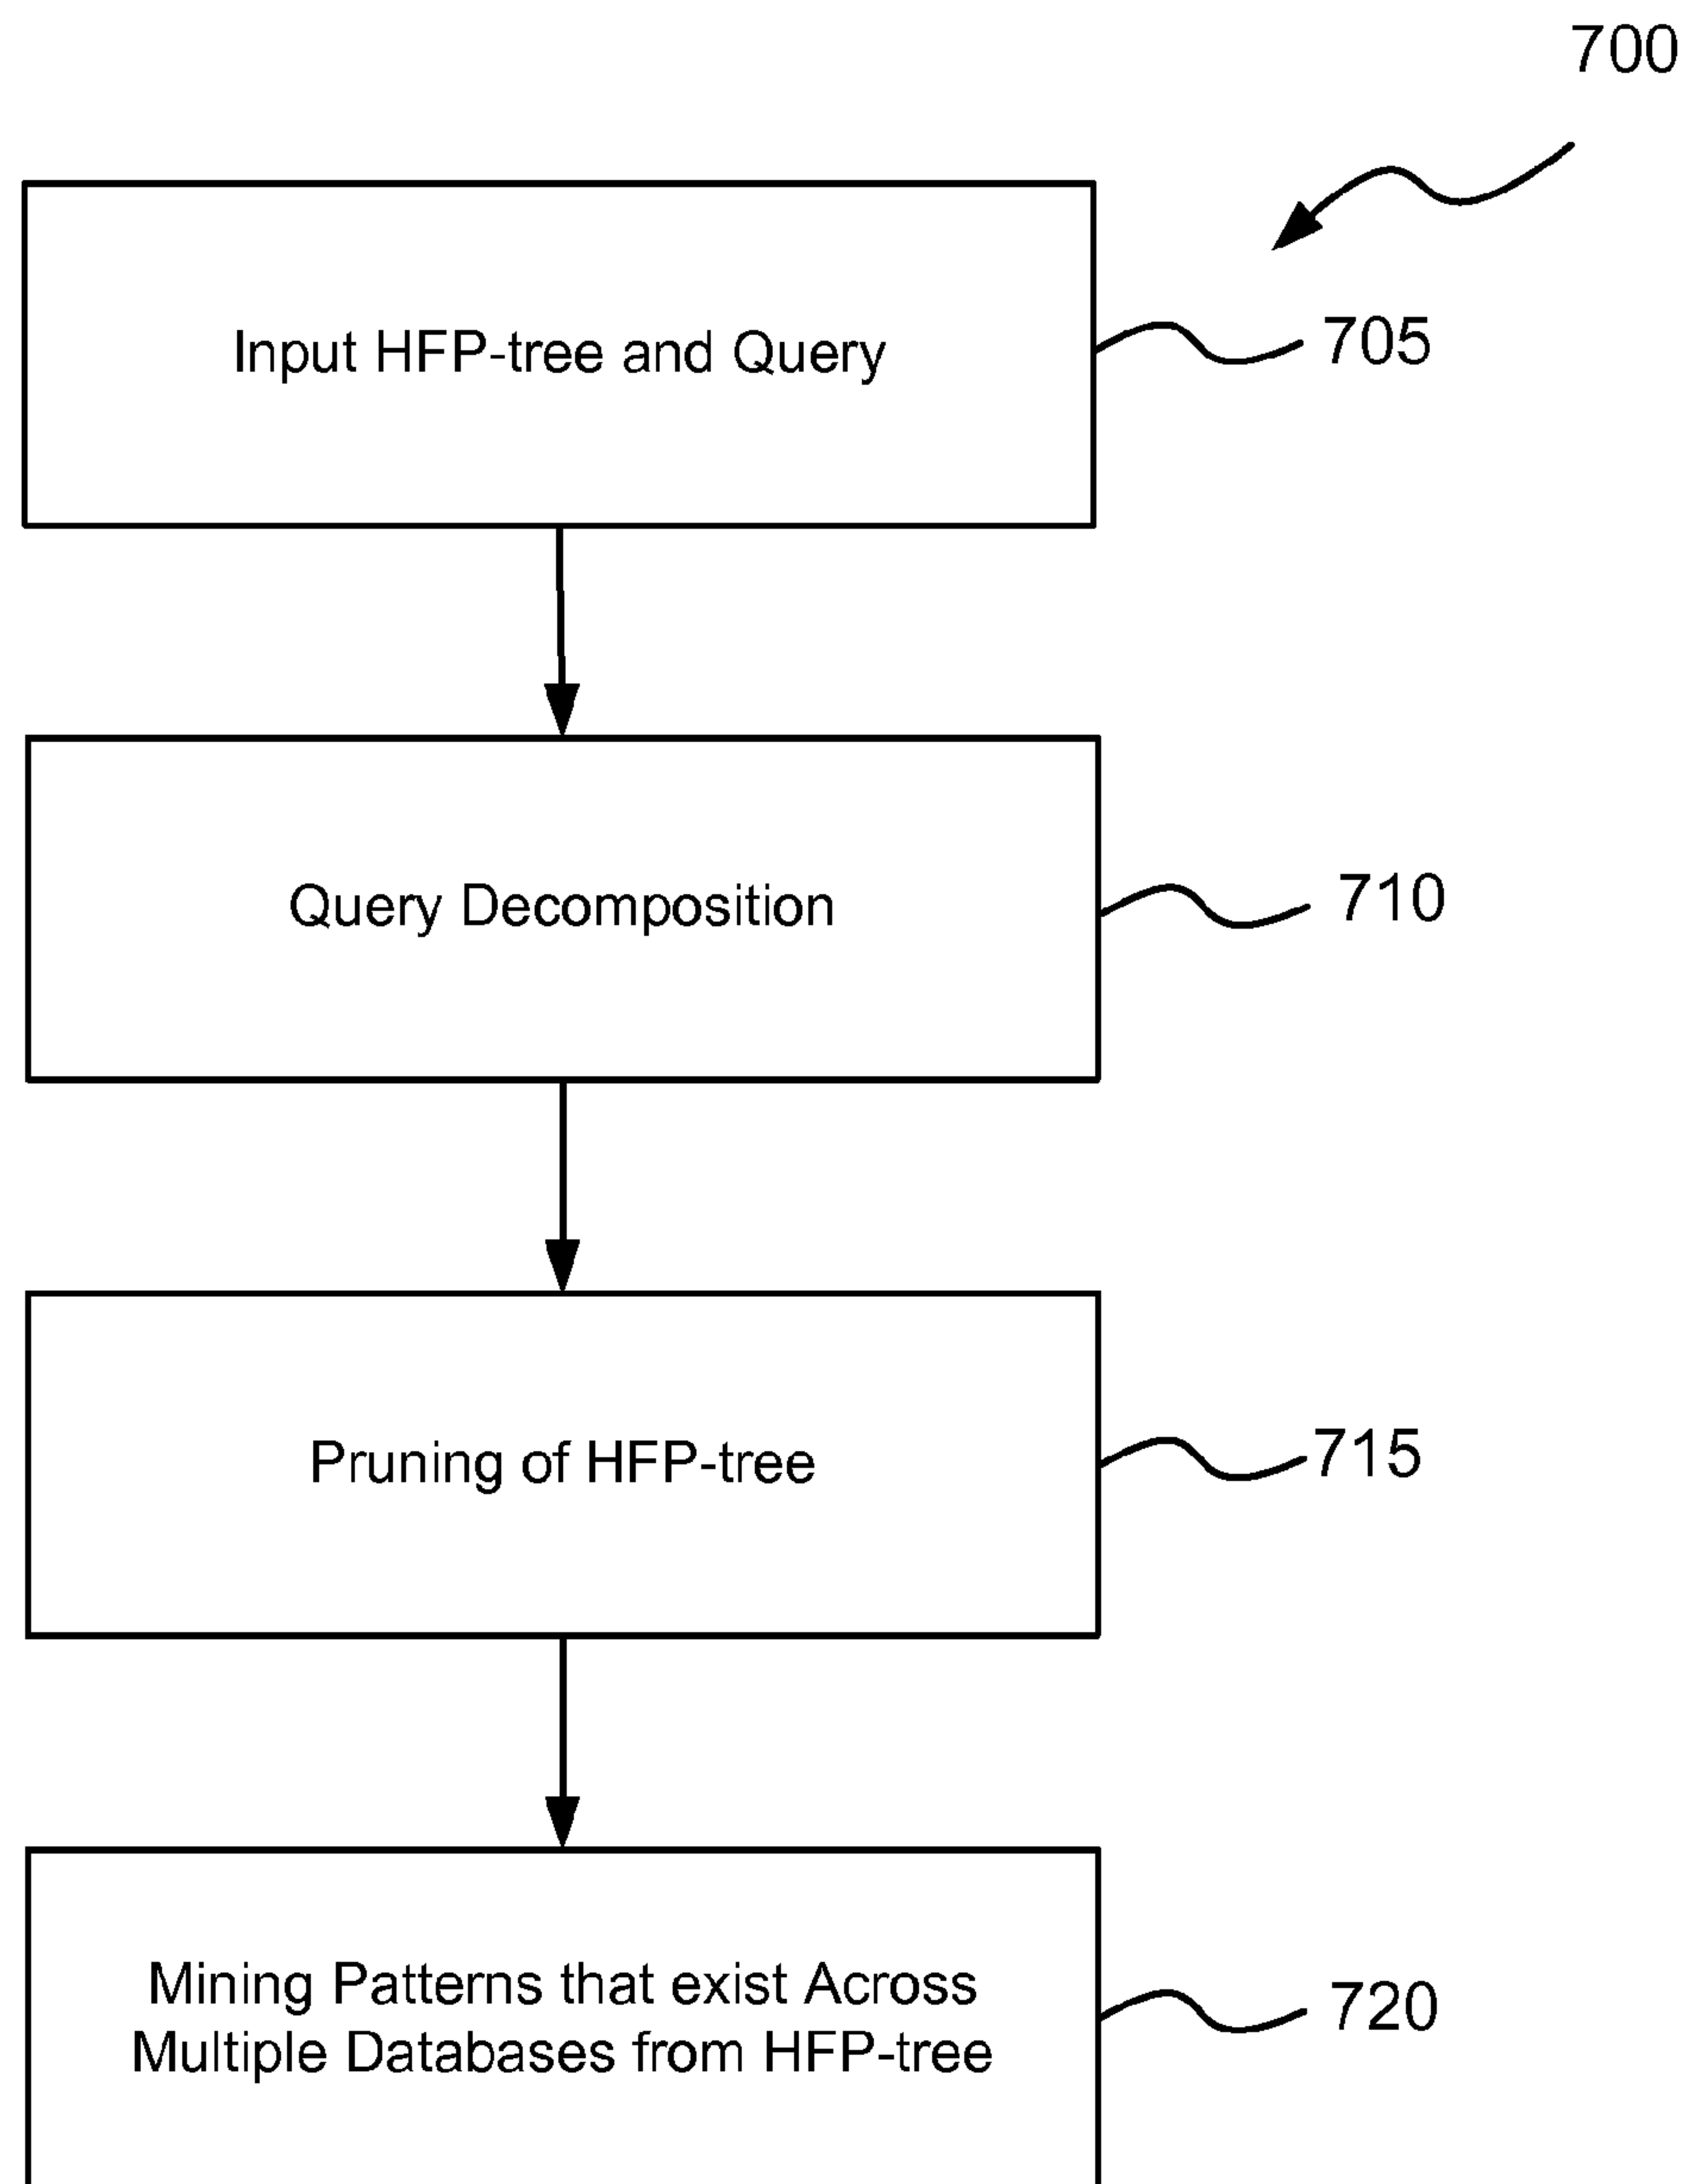 700
Input HFP-tree and Query
705
Query Decomposition
710
Pruning of HFP-tree
715
Mining Patterns that exist Across
Multiple Databases from HFP-tree
720